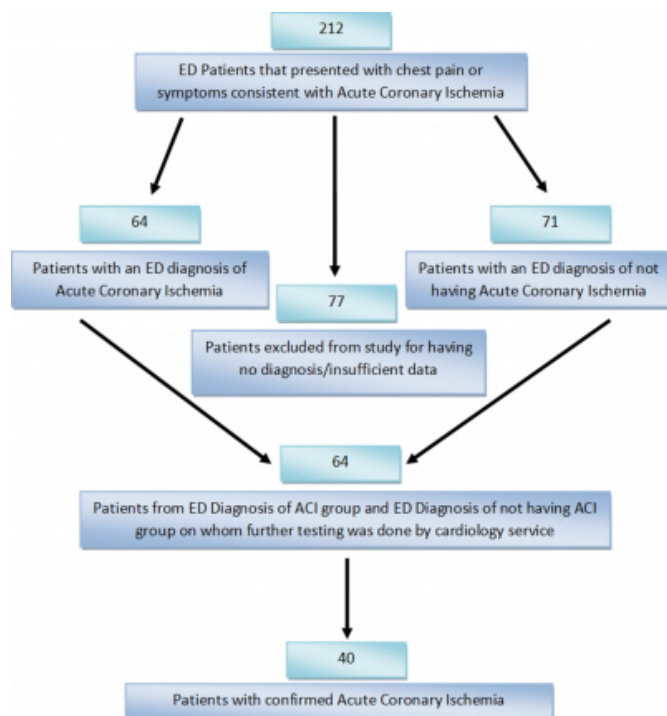 212
ED Patients that presented with chest pain or
symptoms consistent with Acute Coronary Ischemia
64
Patients with an ED diagnosis of
Acute Coronary Ischemia
71
Patients with an ED diagnosis of not
having Acute Coronary Ischemia
77
Patients excluded from study for having
no diagnosis/insufficient data
64
Patients from ED Diagnosis of ACI group and ED Diagnosis of not having ACI
group on whom further testing was done by cardiology service
40
Patients with confirmed Acute Coronary Ischemia